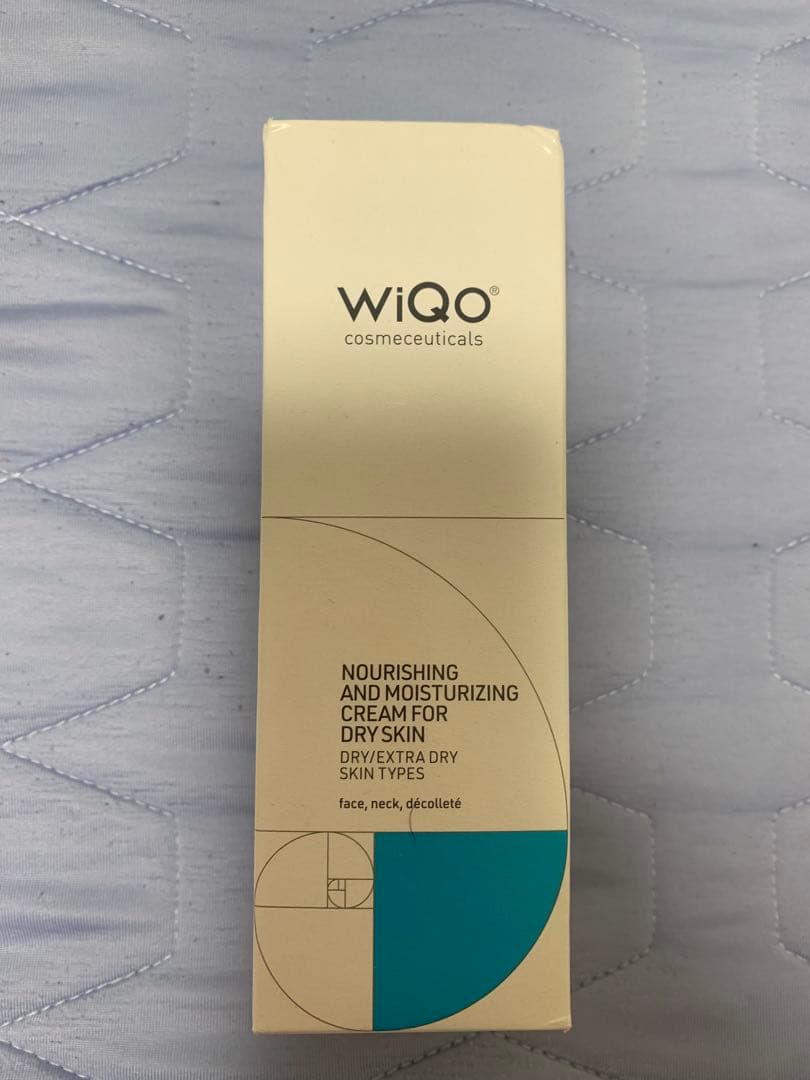 WiQo®
cosmeceuticals
NOURISHING
AND MOISTURIZING
CREAM FOR
DRY SKIN
DRY/EXTRA DRY
SKIN TYPES
face, neck, décolleté